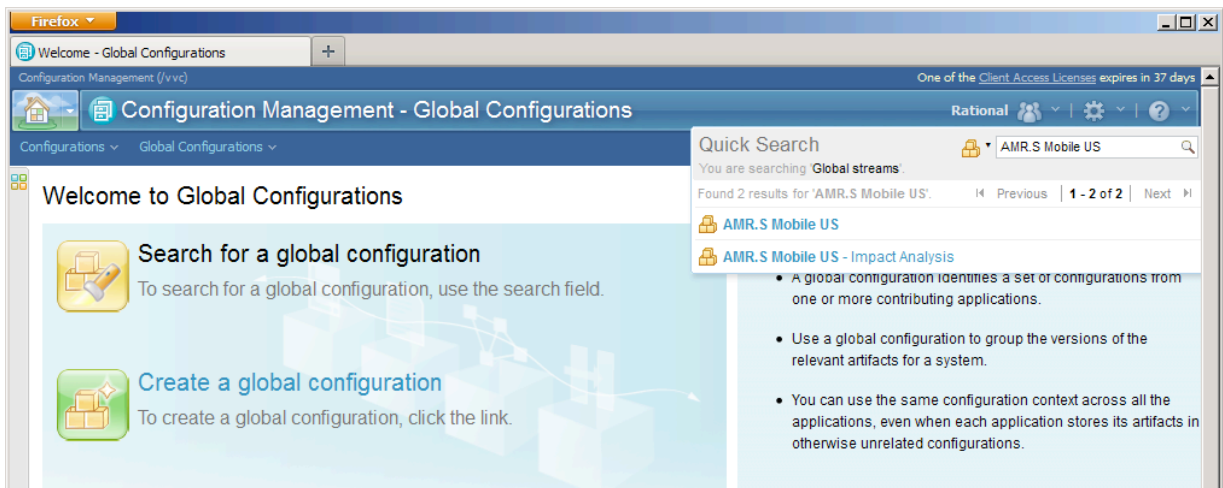 Firefox
Welcome - Global Configurations
Configuration Management (/vvc)
One of the Client Access Licenses expires in 37 days
Configuration Management - Global Configurations
Rational
Configurations
Global Configurations
Quick Search
AMR.S Mobile US
You are searching 'Global streams'.
Found 2 results for 'AMR.S Mobile US'.
Previous
1 - 2 of 2
Next
AMR.S Mobile US
AMR.S Mobile US - Impact Analysis
Welcome to Global Configurations
Search for a global configuration
To search for a global configuration, use the search field.
Create a global configuration
To create a global configuration, click the link.
• A global configuration identifies a set of configurations from
one or more contributing applications.
• Use a global configuration to group the versions of the
relevant artifacts for a system.
• You can use the same configuration context across all the
applications, even when each application stores its artifacts in
otherwise unrelated configurations.